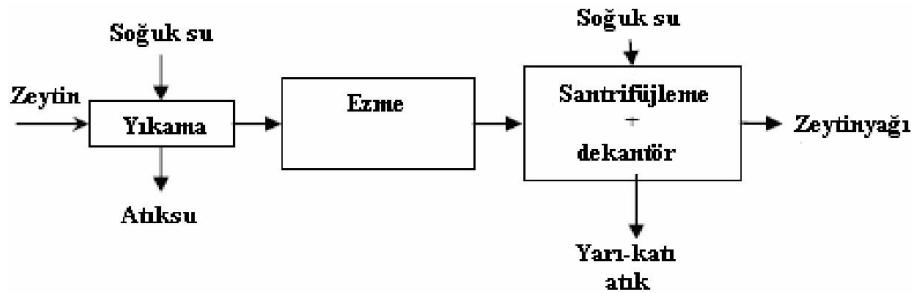 Soğuk su
Soğuk su
Zeytin
Yıkama
Ezme
Santrifüjleme
+
dekantör
Zeytinyağı
Atıksu
Yarı-katı
atık